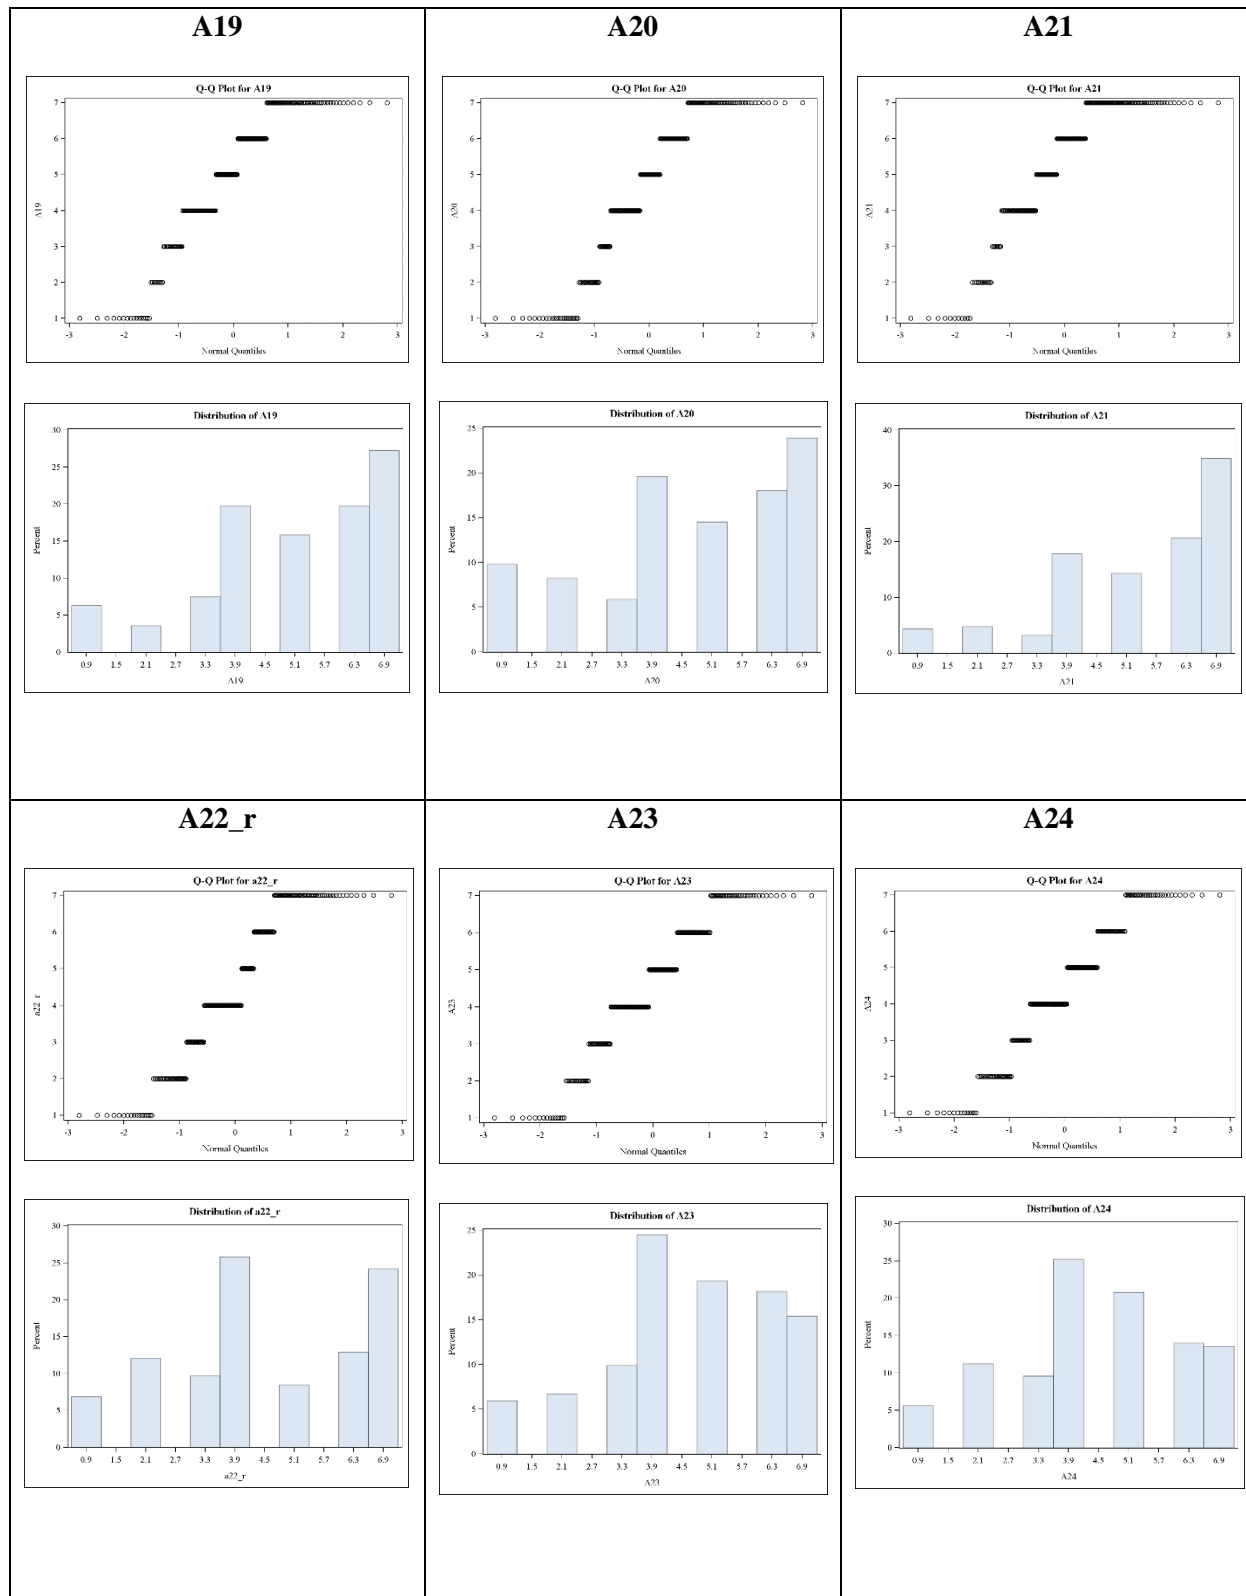 A19
A20
A21
Q-Q Plot for A19
7
6
5
4
3
2
1
A19
-3 -2 -1 0 1 2 3
Normal Quantiles
Q-Q Plot for A20
7
6
5
4
3
2
1
A20
-3 -2 -1 0 1 2 3
Normal Quantiles
Q-Q Plot for A21
7
6
5
4
3
2
1
A21
-3 -2 -1 0 1 2 3
Normal Quantiles
Distribution of A19
30
25
20
15
10
5
0
Percent
0.9 1.5 2.1 2.7 3.3 3.9 4.5 5.1 5.7 6.3 6.9
A19
Distribution of A20
25
20
15
10
5
0
Percent
0.9 1.5 2.1 2.7 3.3 3.9 4.5 5.1 5.7 6.3 6.9
A20
Distribution of A21
40
30
20
10
0
Percent
0.9 1.5 2.1 2.7 3.3 3.9 4.5 5.1 5.7 6.3 6.9
A21
A22_r
A23
A24
Q-Q Plot for a22_r
7
6
5
4
3
2
1
a22_r
-3 -2 -1 0 1 2 3
Normal Quantiles
Q-Q Plot for A23
7
6
5
4
3
2
1
A23
-3 -2 -1 0 1 2 3
Normal Quantiles
Q-Q Plot for A24
7
6
5
4
3
2
1
A24
-3 -2 -1 0 1 2 3
Normal Quantiles
Distribution of a22_r
30
25
20
15
10
5
0
Percent
0.9 1.5 2.1 2.7 3.3 3.9 4.5 5.1 5.7 6.3 6.9
a22_r
Distribution of A23
25
20
15
10
5
0
Percent
0.9 1.5 2.1 2.7 3.3 3.9 4.5 5.1 5.7 6.3 6.9
A23
Distribution of A24
30
25
20
15
10
5
0
Percent
0.9 1.5 2.1 2.7 3.3 3.9 4.5 5.1 5.7 6.3 6.9
A24